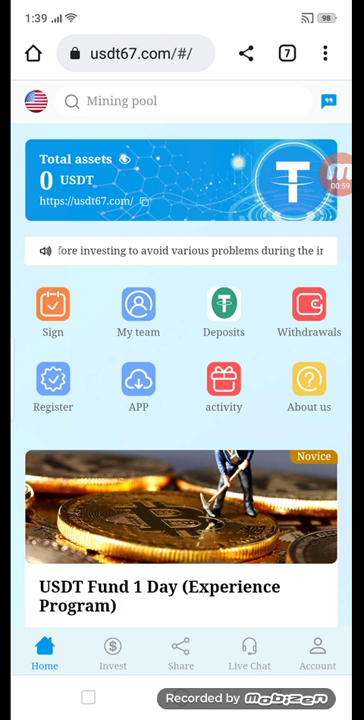 1:39
98
usdt67.com/#/
7
Mining pool
Total assets
0 USDT
https://usdt67.com/
00:59
fore investing to avoid various problems during the ir
Sign
My team
Deposits
Withdrawals
Register
APP
activity
About us
Novice
USDT Fund 1 Day (Experience
Program)
Home
Invest
Share
Live Chat
Account
Recorded by Mobizen